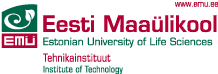 www.emu.ee
EMÜ
Eesti Maaülikool
Estonian University of Life Sciences
Tehnikainstituut
Institute of Technology